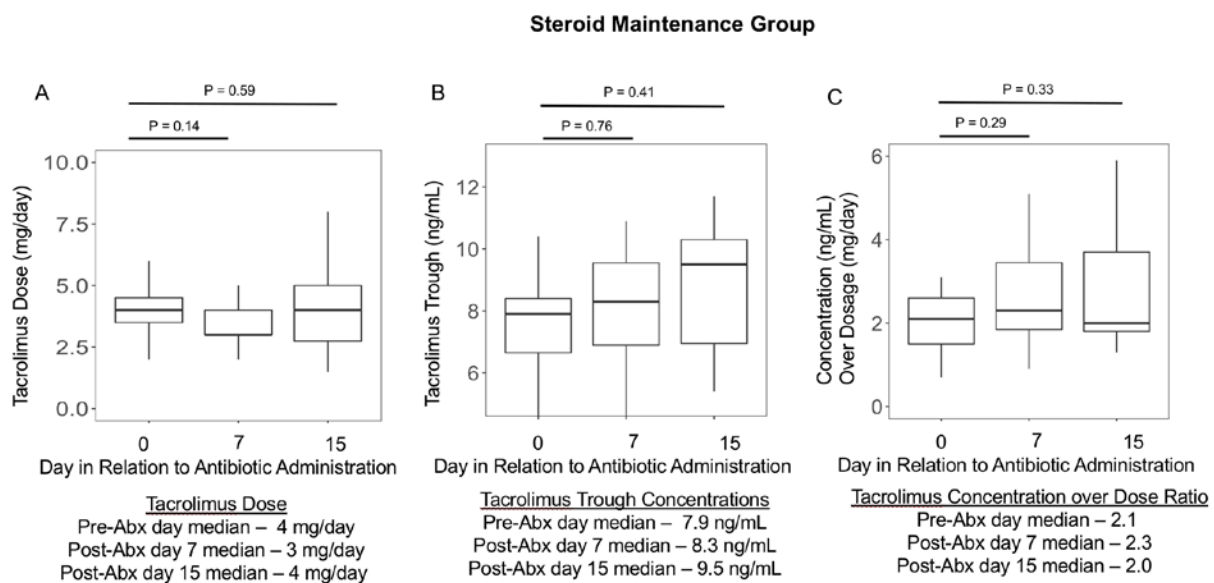 Steroid Maintenance Group
A
P = 0.59
P = 0.14
Tacrolimus Dose (mg/day)
10.0
7.5
5.0
2.5
0.0
0
7
15
Day in Relation to Antibiotic Administration
Tacrolimus Dose
Pre-Abx day median – 4 mg/day
Post-Abx day 7 median – 3 mg/day
Post-Abx day 15 median – 4 mg/day
B
P = 0.41
P = 0.76
Tacrolimus Trough (ng/mL)
12
10
8
6
0
7
15
Day in Relation to Antibiotic Administration
Tacrolimus Trough Concentrations
Pre-Abx day median – 7.9 ng/mL
Post-Abx day 7 median – 8.3 ng/mL
Post-Abx day 15 median – 9.5 ng/mL
C
P = 0.33
P = 0.29
Concentration (ng/mL)
Over Dosage (mg/day)
6
4
2
0
0
7
15
Day in Relation to Antibiotic Administration
Tacrolimus Concentration over Dose Ratio
Pre-Abx day median – 2.1
Post-Abx day 7 median – 2.3
Post-Abx day 15 median – 2.0